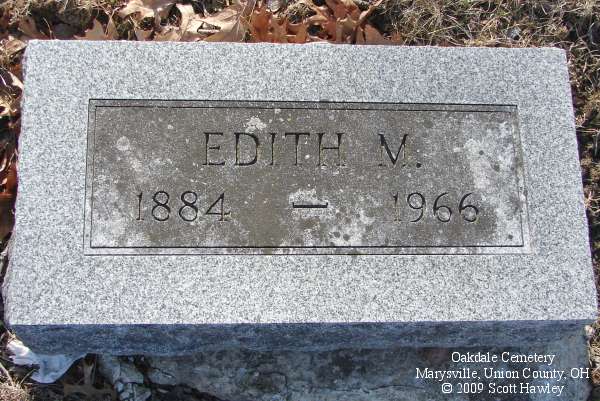 EDITH M.
1884 — 1966
Oakdale Cemetery
Marysville, Union County, OH
© 2009 Scott Hawley